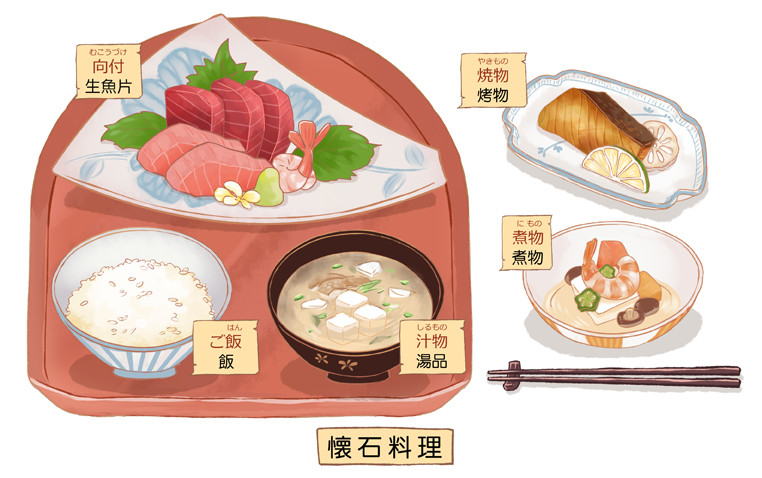 むこうづけ
向付
生魚片
やきもの
焼物
烤物
にもの
煮物
煮物
はん
ご飯
飯
しるもの
汁物
湯品
懐石料理